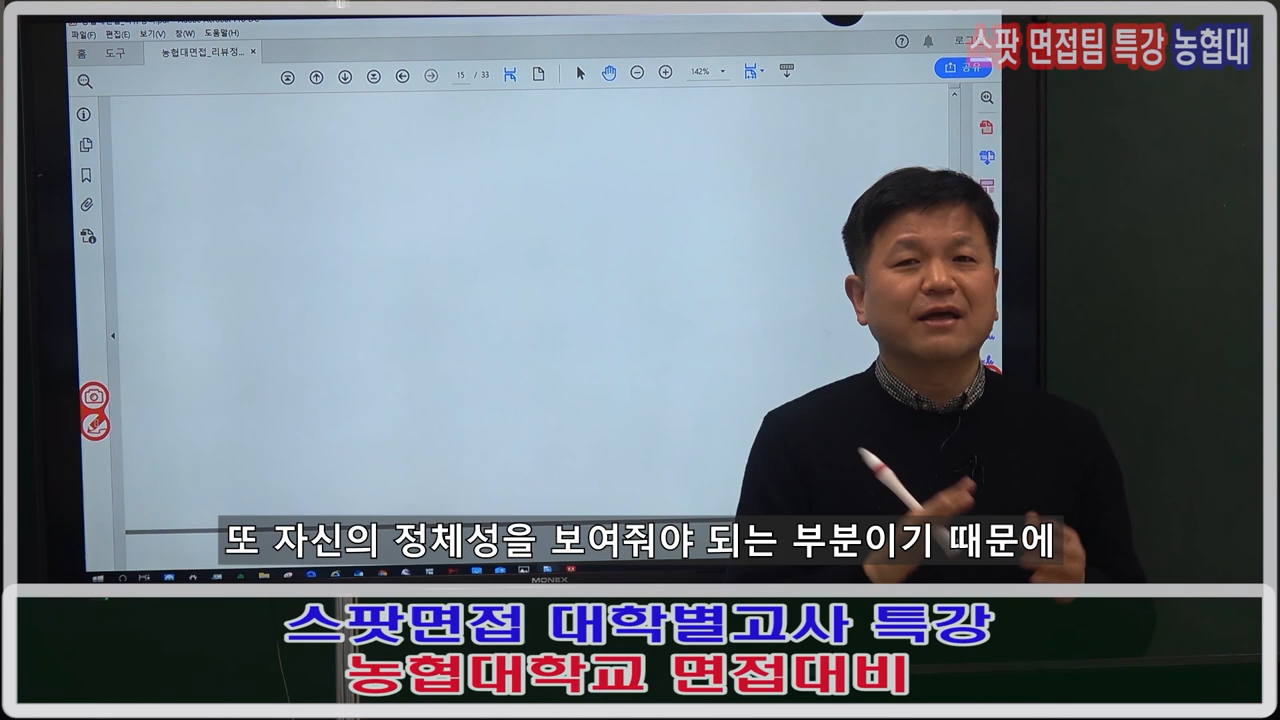 파일(F) 편집(E) 보기(V) 창(W) 도움말(H)
홈 도구 농협대면접_리뷰정... ×
스팟 면접팀 특강 농협대
15 / 33 142%
공유
또 자신의 정체성을 보여줘야 되는 부분이기 때문에
MONEX
스팟면접 대학별고사 특강
농협대학교 면접대비